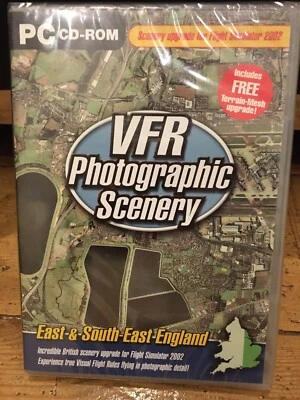 PC CD-ROM
Scenery upgrade for Flight Simulator 2002
Includes
FREE
Terrain-Mesh
upgrade!
VFR
Photographic
Scenery
East-&-South-East-England
Incredible British scenery upgrade for Flight Simulator 2002
Experience true Visual Flight Rules flying in photographic detail!